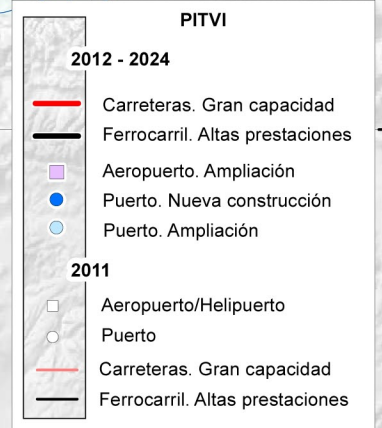 PITVI
2012 - 2024
Carreteras. Gran capacidad
Ferrocarril. Altas prestaciones
Aeropuerto. Ampliación
Puerto. Nueva construcción
Puerto. Ampliación
2011
Aeropuerto/Helipuerto
Puerto
Carreteras. Gran capacidad
Ferrocarril. Altas prestaciones